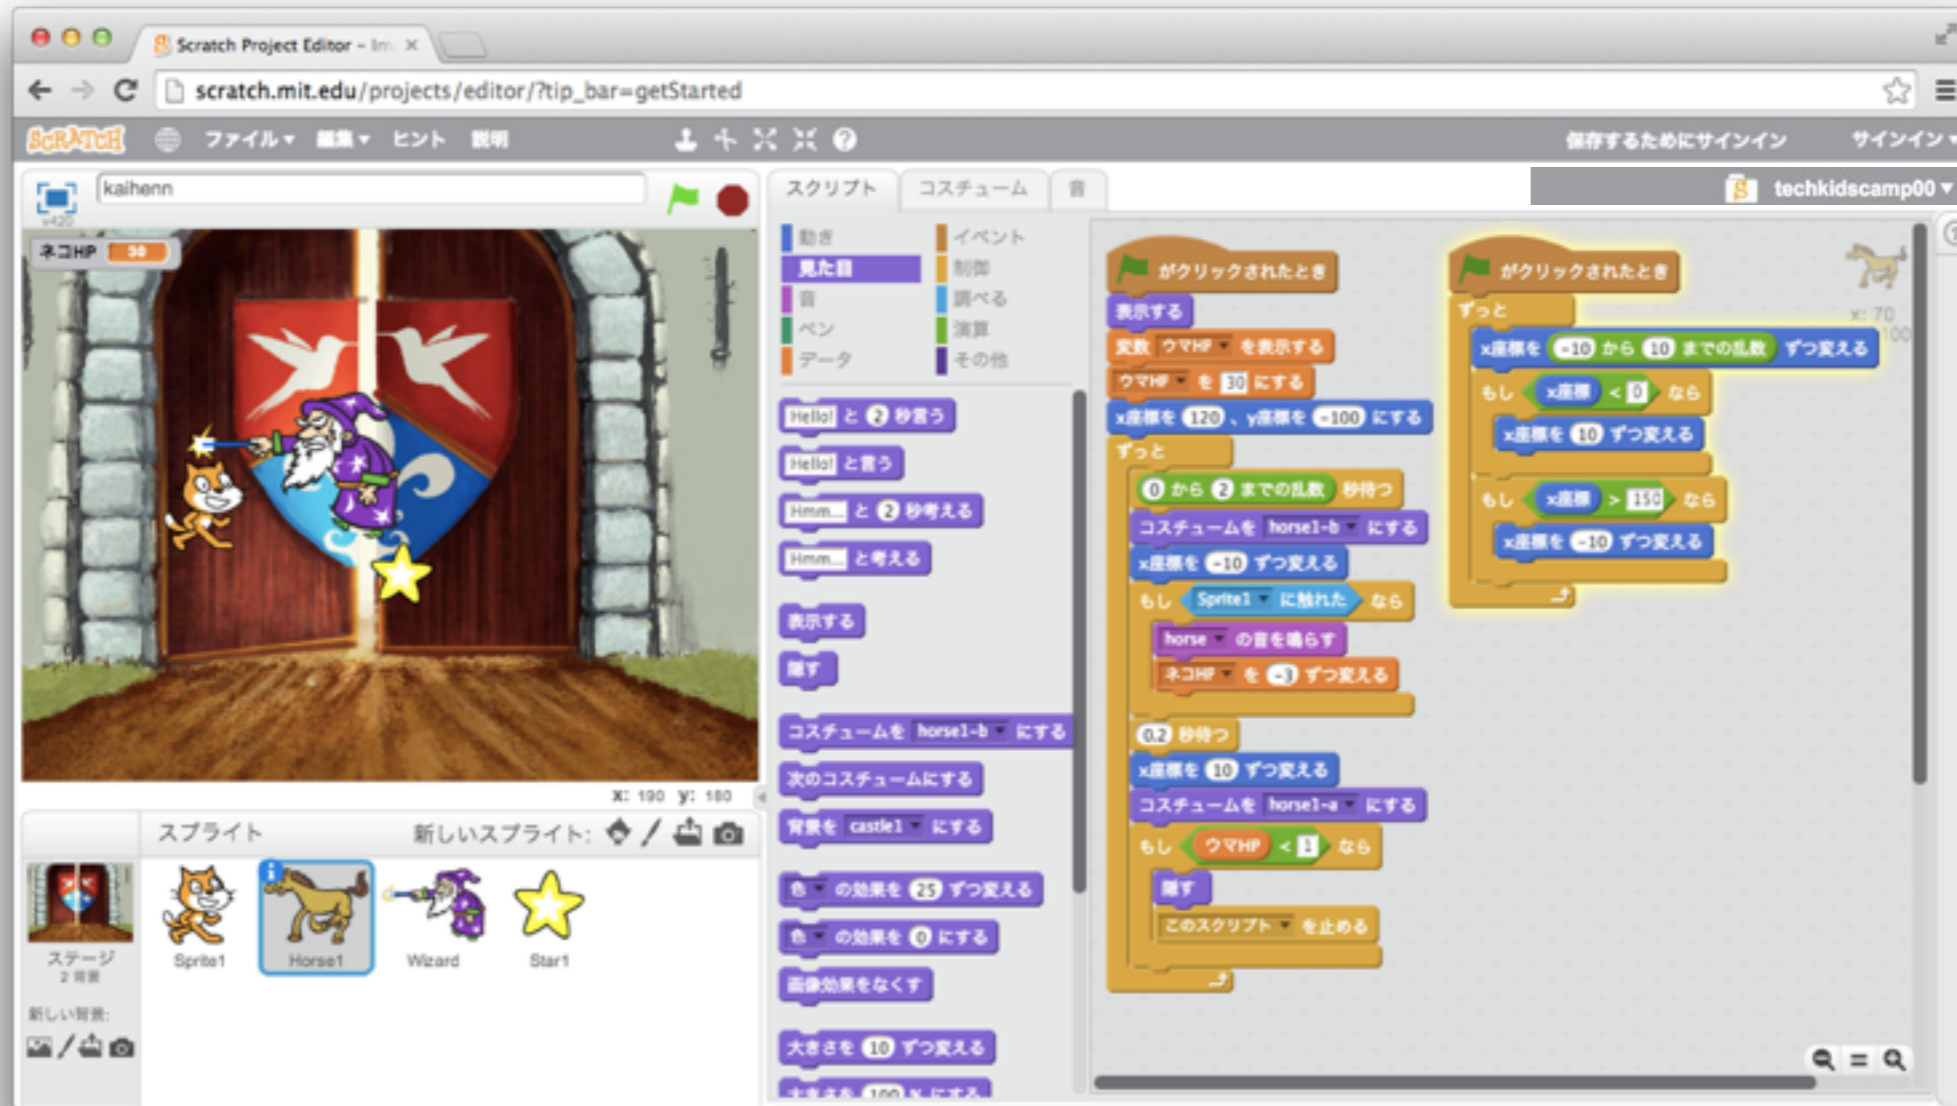 Scratch Project Editor – Im
scratch.mit.edu/projects/editor/?tip_bar=getStarted
SCRATCH ファイル▼ 編集▼ ヒント 説明
保存するためにサインイン サインイン▼
techkidscamp00▼
kaihenn
v420
ネコHP 30
x: 190 y: 180
スプライト 新しいスプライト:
ステージ
2 背景
新しい背景:
Sprite1 Horse1 Wizard Star1
スクリプト コスチューム 音
動き イベント
見た目 制御
音 調べる
ペン 演算
データ その他
Hello! と 2 秒言う
Hello! と言う
Hmm... と 2 秒考える
Hmm... と考える
表示する
隠す
コスチュームを horse1-b にする
次のコスチュームにする
背景を castle1 にする
色 の効果を 25 ずつ変える
色 の効果を 0 にする
画像効果をなくす
大きさを 10 ずつ変える
大きさを 100 % にする
がクリックされたとき
表示する
変数 ウマHP を表示する
ウマHP を 30 にする
x座標を 120 、y座標を -100 にする
ずっと
0 から 2 までの乱数 秒待つ
コスチュームを horse1-b にする
x座標を -10 ずつ変える
もし Sprite1 に触れた なら
horse の音を鳴らす
ネコHP を -3 ずつ変える
0.2 秒待つ
x座標を 10 ずつ変える
コスチュームを horse1-a にする
もし ウマHP < 1 なら
隠す
このスクリプト を止める
がクリックされたとき
ずっと
x座標を -10 から 10 までの乱数 ずつ変える
もし x座標 < 0 なら
x座標を 10 ずつ変える
もし x座標 > 150 なら
x座標を -10 ずつ変える
x: 70
100